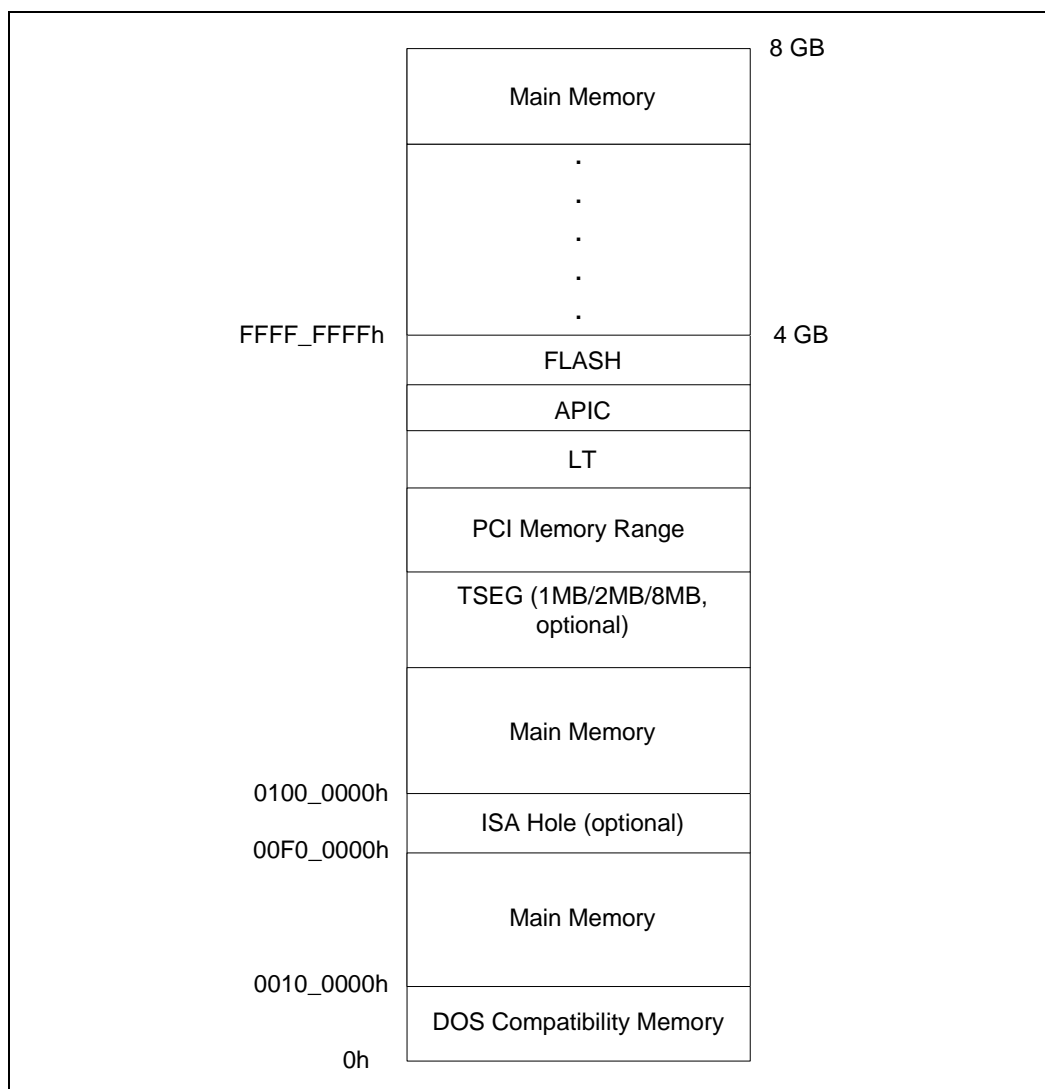 8 GB
Main Memory
.
.
.
.
.
FFFF_FFFFh
4 GB
FLASH
APIC
LT
PCI Memory Range
TSEG (1MB/2MB/8MB,
optional)
Main Memory
0100_0000h
ISA Hole (optional)
00F0_0000h
Main Memory
0010_0000h
DOS Compatibility Memory
0h